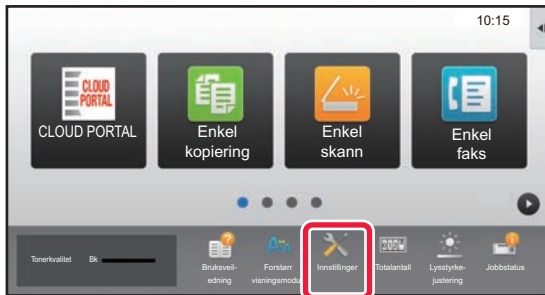 10:15
CLOUD
PORTAL
CLOUD PORTAL
Enkel
kopiering
Enkel
skann
Enkel
faks
Tonerkvalitet Bk
Bruksveil-
edning
Forstørr
visningsmodu
Innstillinger
Totalantall
Lysstyrke-
justering
Jobbstatus